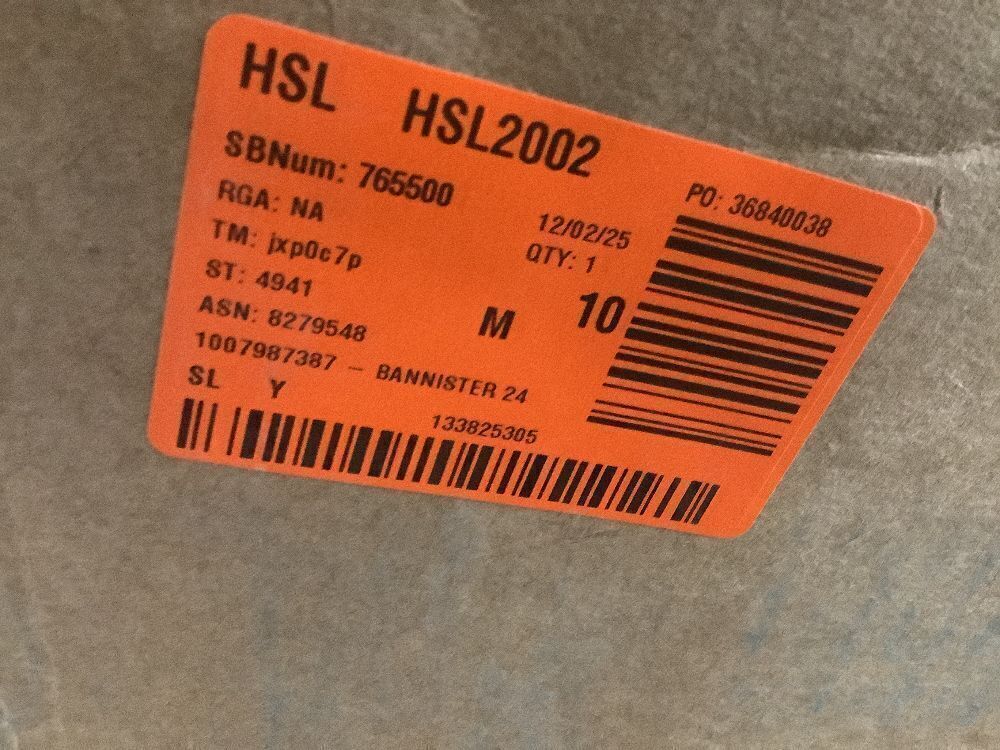 HSL HSL2002
SBNum: 765500
PO: 36840038
RGA: NA
12/02/25
TM: jxp0c7p
QTY: 1
ST: 4941
M 10
ASN: 8279548
1007987387 – BANNISTER 24
SL Y
133825305